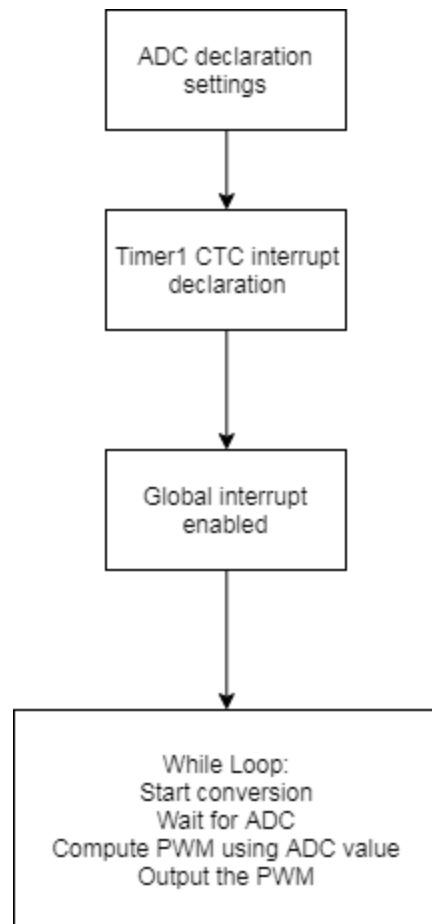 ADC declaration
settings
Timer1 CTC interrupt
declaration
Global interrupt
enabled
While Loop:
Start conversion
Wait for ADC
Compute PWM using ADC value
Output the PWM